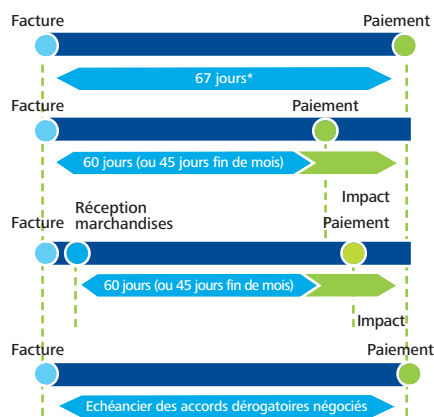 Facture Paiement
67 jours*
Facture Paiement
60 jours (ou 45 jours fin de mois)
Impact
Réception
marchandises
Facture Paiement
60 jours (ou 45 jours fin de mois)
Impact
Facture Paiement
Echéancier des accords dérogatoires négociés